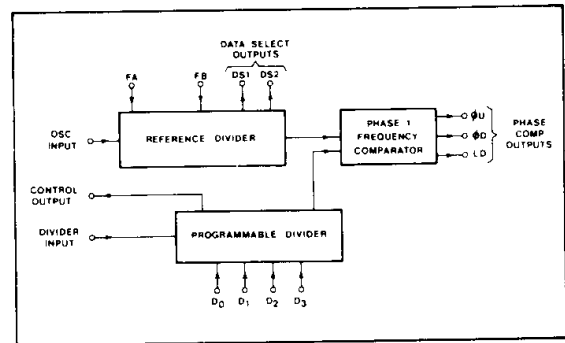 DATA SELECT
OUTPUTS
FA FB DS1 DS2
OSC
INPUT
REFERENCE DIVIDER
PHASE 1
FREQUENCY
COMPARATOR
ϕU
ϕD
LD
PHASE
COMP
OUTPUTS
CONTROL
OUTPUT
DIVIDER
INPUT
PROGRAMMABLE DIVIDER
D0 D1 D2 D3